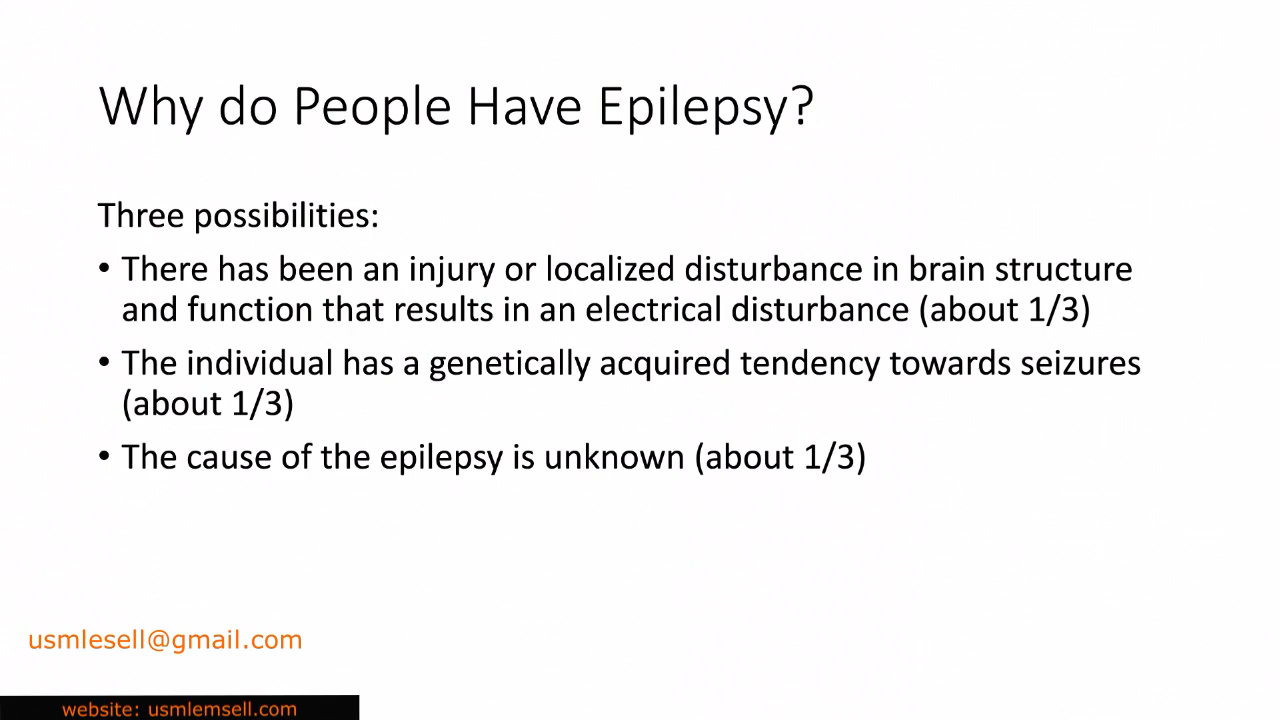 Why do People Have Epilepsy?
Three possibilities:
• There has been an injury or localized disturbance in brain structure
and function that results in an electrical disturbance (about 1/3)
• The individual has a genetically acquired tendency towards seizures
(about 1/3)
• The cause of the epilepsy is unknown (about 1/3)
usmlesell@gmail.com
website: usmlemsell.com